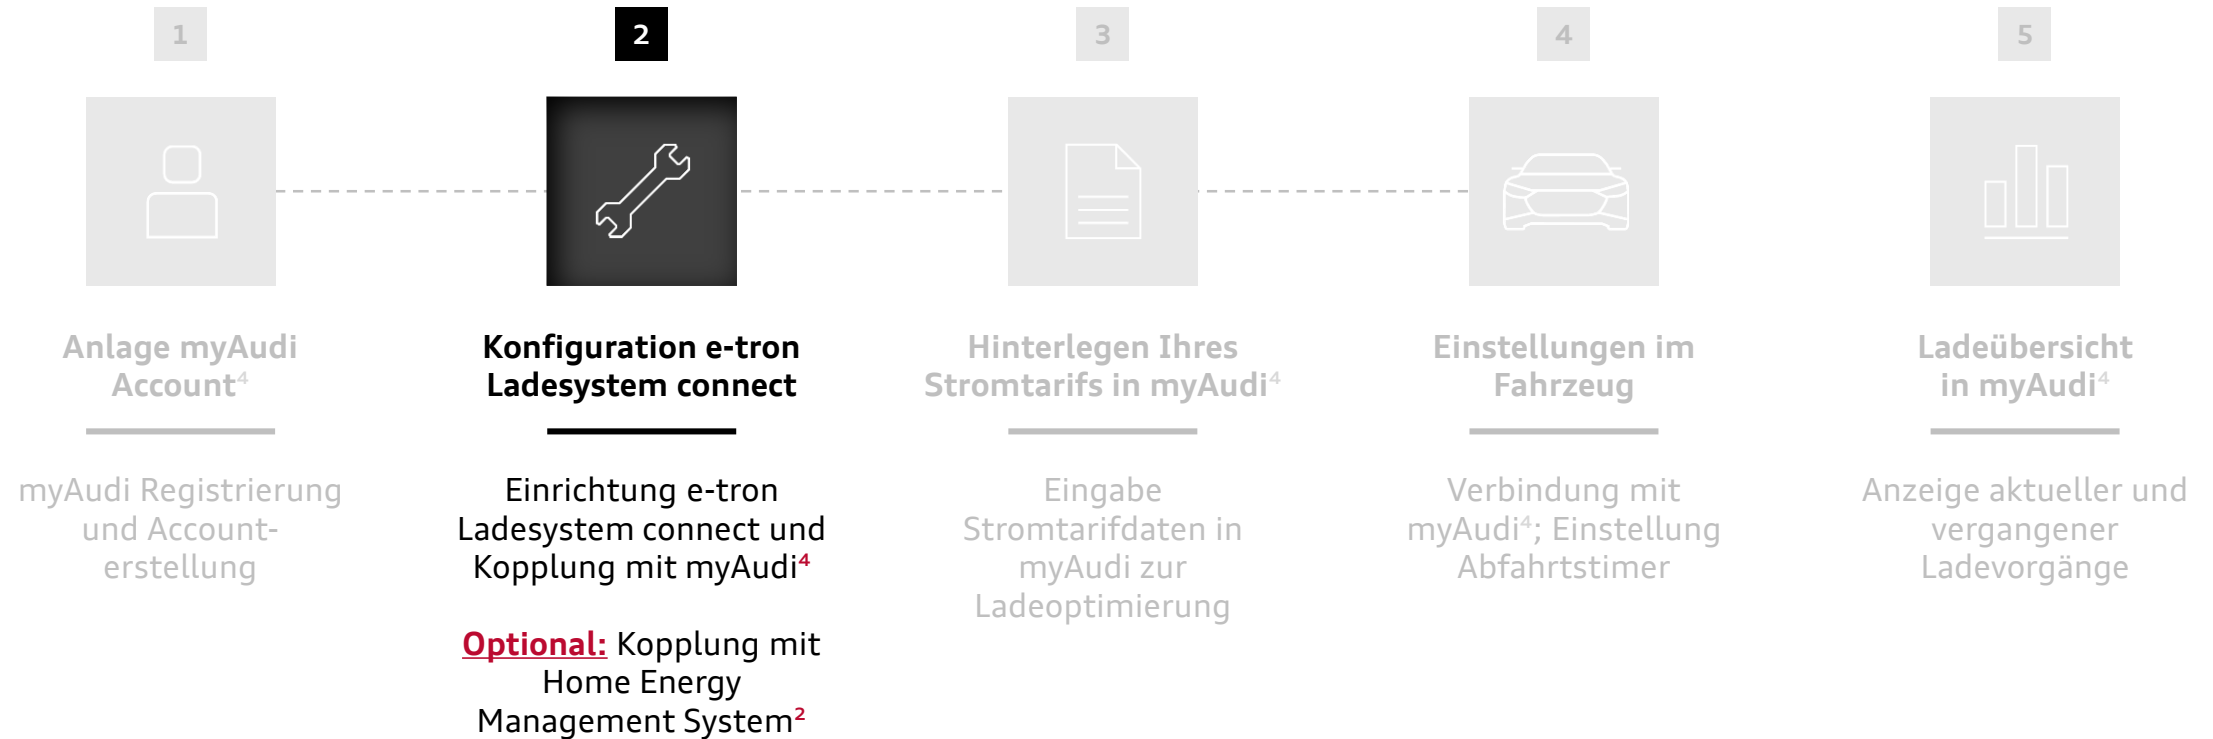 1
2
3
4
5
Anlage myAudi
Account⁴
myAudi Registrierung
und Account-
erstellung
Konfiguration e-tron
Ladesystem connect
Einrichtung e-tron
Ladesystem connect und
Kopplung mit myAudi⁴
Optional: Kopplung mit
Home Energy
Management System²
Hinterlegen Ihres
Stromtarifs in myAudi⁴
Eingabe
Stromtarifdaten in
myAudi zur
Ladeoptimierung
Einstellungen im
Fahrzeug
Verbindung mit
myAudi⁴; Einstellung
Abfahrtstimer
Ladeübersicht
in myAudi⁴
Anzeige aktueller und
vergangener
Ladevorgänge